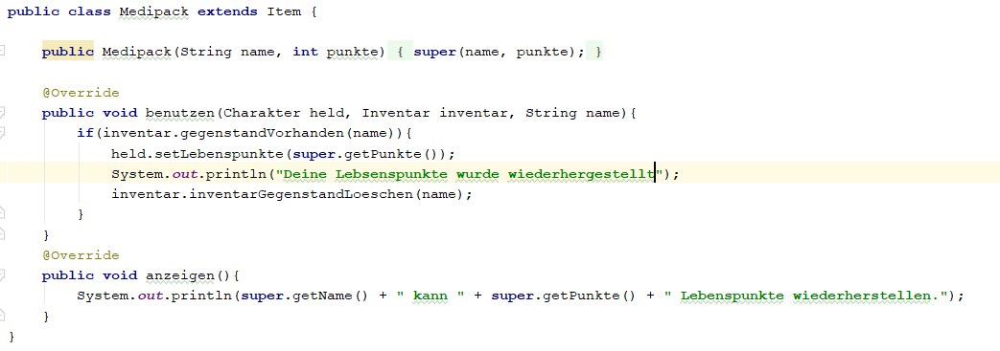 public class Medipack extends Item {
public Medipack(String name, int punkte) { super(name, punkte); }
@Override
public void benutzen(Charakter held, Inventar inventar, String name){
if(inventar.gegenstandVorhanden(name)){
held.setLebenspunkte(super.getPunkte());
System.out.println("Deine Lebsenspunkte wurde wiederhergestellt");
inventar.inventarGegenstandLoeschen(name);
}
}
@Override
public void anzeigen(){
System.out.println(super.getName() + " kann " + super.getPunkte() + " Lebenspunkte wiederherstellen.");
}
}